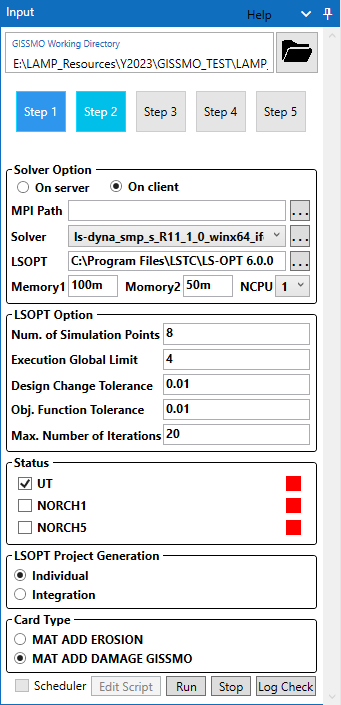 Input
Help
GISSMO Working Directory
E:\LAMP_Resources\Y2023\GISSMO_TEST\LAMP_
Step 1 Step 2 Step 3 Step 4 Step 5
Solver Option
On server On client
MPI Path ...
Solver ls-dyna_smp_s_R11_1_0_winx64_if ...
LSOPT C:\Program Files\LSTC\LS-OPT 6.0.0 ...
Memory1 100m Momory2 50m NCPU 1
LSOPT Option
Num. of Simulation Points 8
Execution Global Limit 4
Design Change Tolerance 0.01
Obj. Function Tolerance 0.01
Max. Number of Iterations 20
Status
UT
NORCH1
NORCH5
LSOPT Project Generation
Individual
Integration
Card Type
MAT ADD EROSION
MAT ADD DAMAGE GISSMO
Scheduler Edit Script Run Stop Log Check